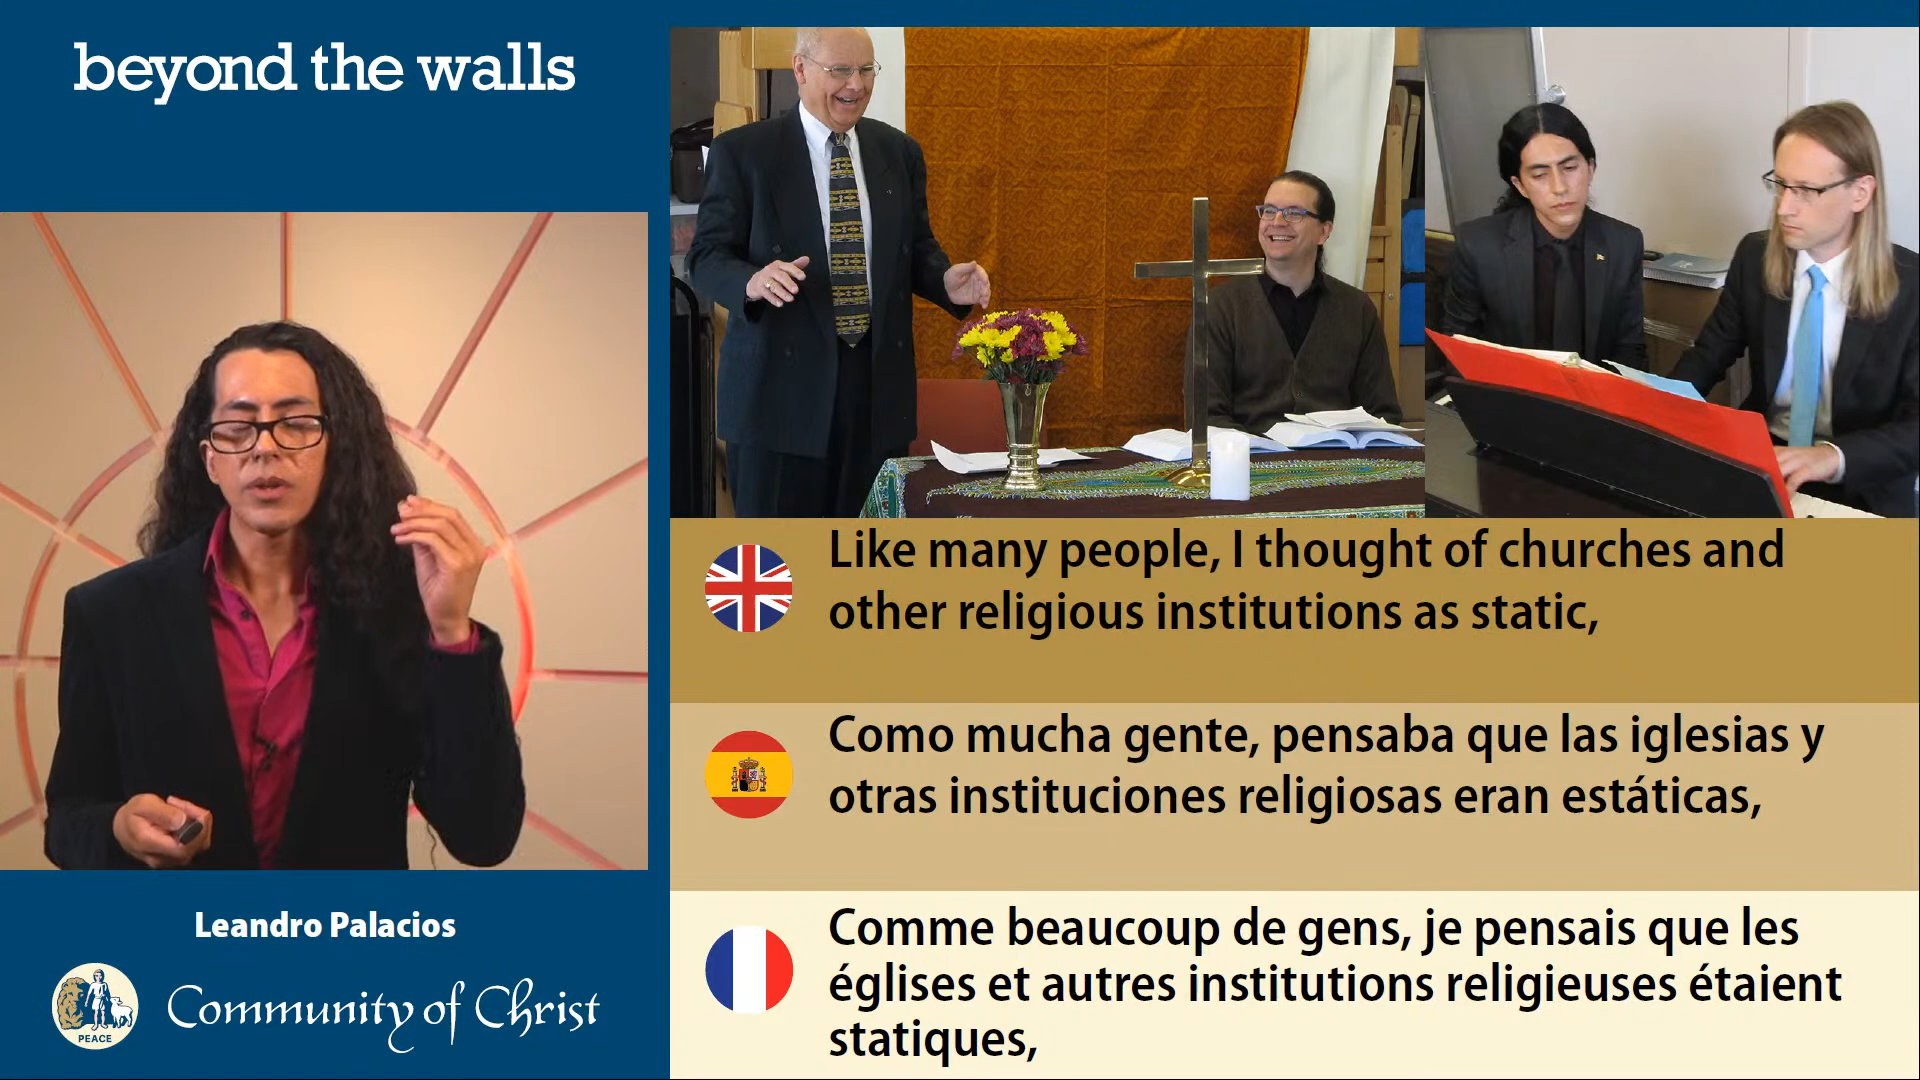 beyond the walls
Like many people, I thought of churches and
other religious institutions as static,
Como mucha gente, pensaba que las iglesias y
otras instituciones religiosas eran estáticas,
Comme beaucoup de gens, je pensais que les
églises et autres institutions religieuses étaient
statiques,
Leandro Palacios
PEACE
Community of Christ